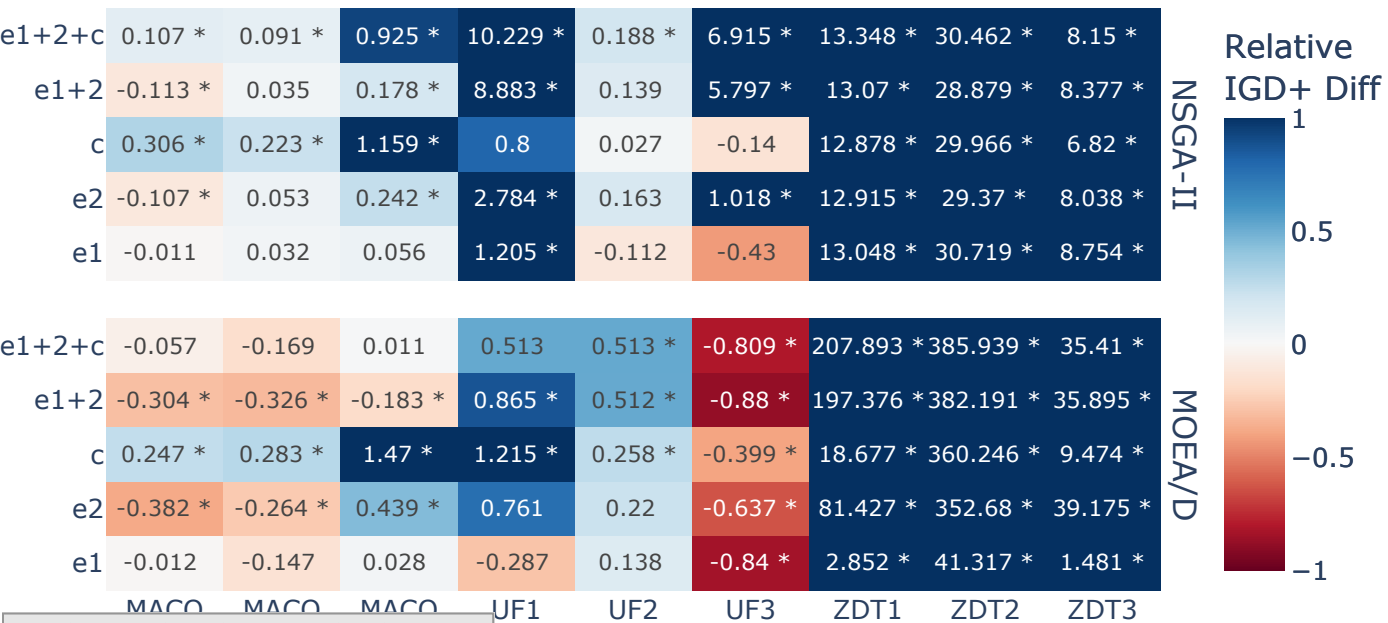 e1+2+c 0.107 * 0.091 * 0.925 * 10.229 * 0.188 * 6.915 * 13.348 * 30.462 * 8.15 *
e1+2 -0.113 * 0.035 0.178 * 8.883 * 0.139 5.797 * 13.07 * 28.879 * 8.377 *
c 0.306 * 0.223 * 1.159 * 0.8 0.027 -0.14 12.878 * 29.966 * 6.82 *
e2 -0.107 * 0.053 0.242 * 2.784 * 0.163 1.018 * 12.915 * 29.37 * 8.038 *
e1 -0.011 0.032 0.056 1.205 * -0.112 -0.43 13.048 * 30.719 * 8.754 *
NSGA-II
e1+2+c -0.057 -0.169 0.011 0.513 0.513 * -0.809 * 207.893 * 385.939 * 35.41 *
e1+2 -0.304 * -0.326 * -0.183 * 0.865 * 0.512 * -0.88 * 197.376 * 382.191 * 35.895 *
c 0.247 * 0.283 * 1.47 * 1.215 * 0.258 * -0.399 * 18.677 * 360.246 * 9.474 *
e2 -0.382 * -0.264 * 0.439 * 0.761 0.22 -0.637 * 81.427 * 352.68 * 39.175 *
e1 -0.012 -0.147 0.028 -0.287 0.138 -0.84 * 2.852 * 41.317 * 1.481 *
MOEA/D
MACO MACO MACO UF1 UF2 UF3 ZDT1 ZDT2 ZDT3
Relative
IGD+ Diff
1
0.5
0
−0.5
−1